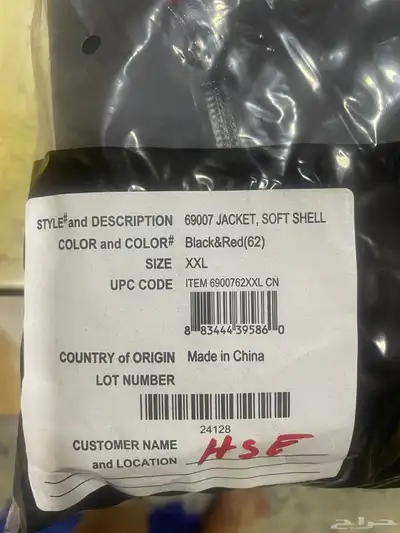 STYLE# and DESCRIPTION 69007 JACKET, SOFT SHELL
COLOR and COLOR# Black&Red(62)
SIZE XXL
UPC CODE ITEM 6900762XXL CN
8 83444 39586 0
COUNTRY of ORIGIN Made in China
LOT NUMBER
24128
CUSTOMER NAME HSE
and LOCATION
حراج